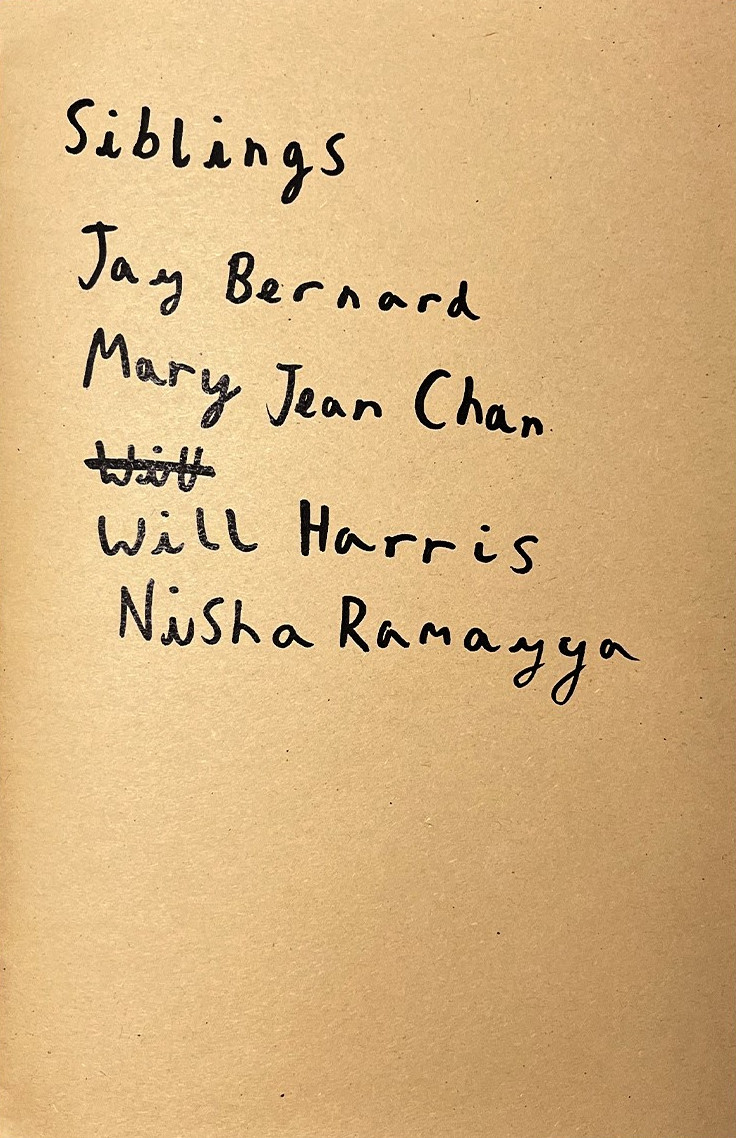 Siblings
Jay Bernard
Mary Jean Chan
Will
Will Harris
Nisha Ramayya